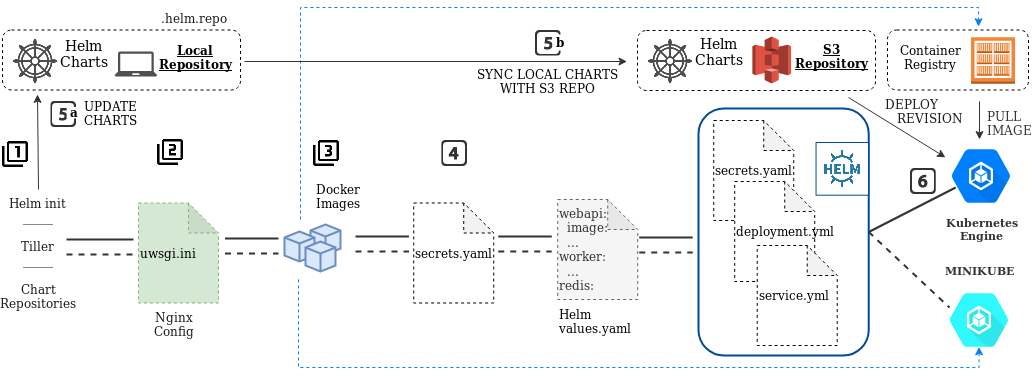 .helm.repo
Helm
Charts
Local
Repository
5 b
SYNC LOCAL CHARTS
WITH S3 REPO
Helm
Charts
S3
Repository
Container
Registry
5 a
UPDATE
CHARTS
DEPLOY
REVISION
PULL
IMAGE
1
2
3
4
6
Helm init
Tiller
Chart
Repositories
uwsgi.ini
Nginx
Config
Docker
Images
secrets.yaml
webapi:
image:
...
worker:
...
redis:
Helm
values.yaml
secrets.yaml
HELM
deployment.yml
service.yml
Kubernetes
Engine
MINIKUBE